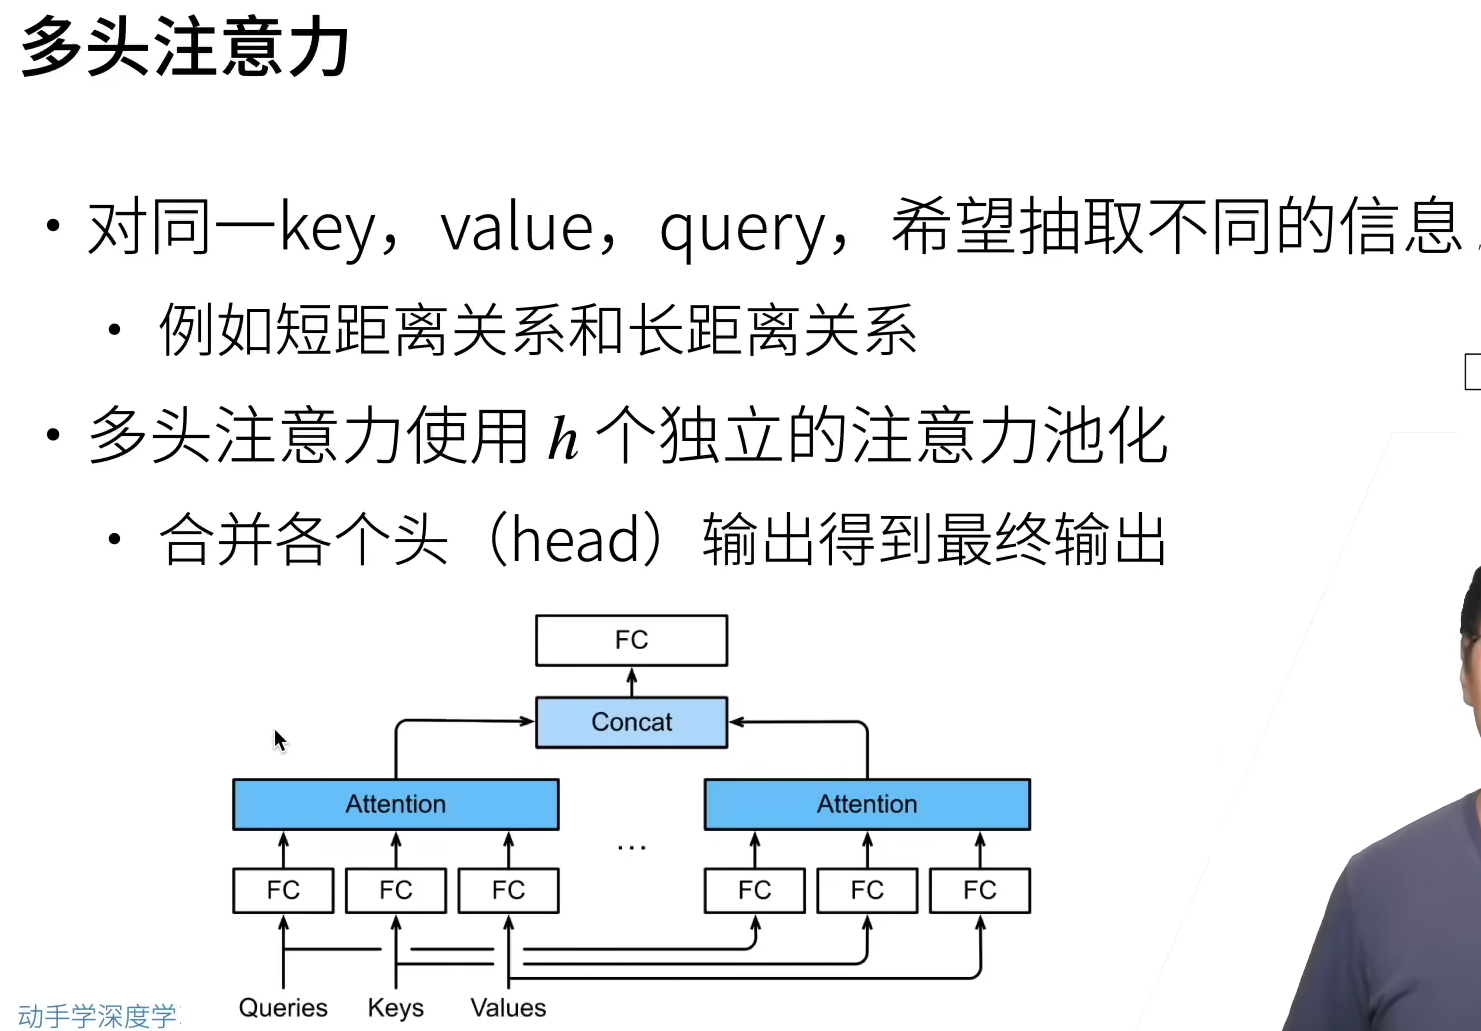 多头注意力
• 对同一key，value，query，希望抽取不同的信息
• 例如短距离关系和长距离关系
• 多头注意力使用 h 个独立的注意力池化
• 合并各个头（head）输出得到最终输出
FC
Concat
Attention ... Attention
FC FC FC FC FC FC
Queries Keys Values
动手学深度学